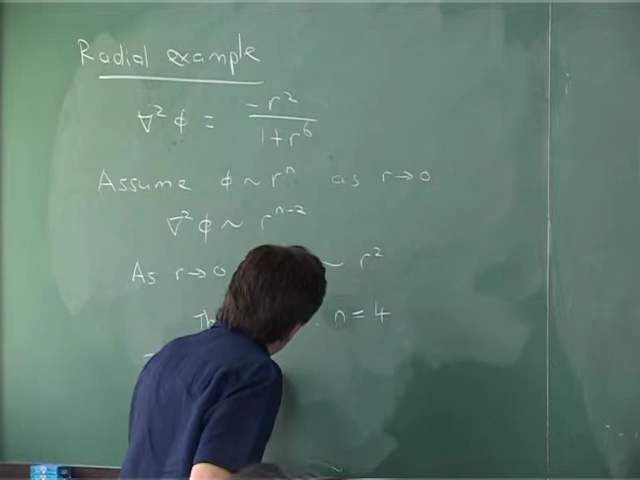 Radial example
∇²ϕ = -r² / 1+r⁶
Assume ϕ ~ rⁿ as r→0
∇²ϕ ~ rⁿ⁻²
As r→0 ~ r²
n = 4